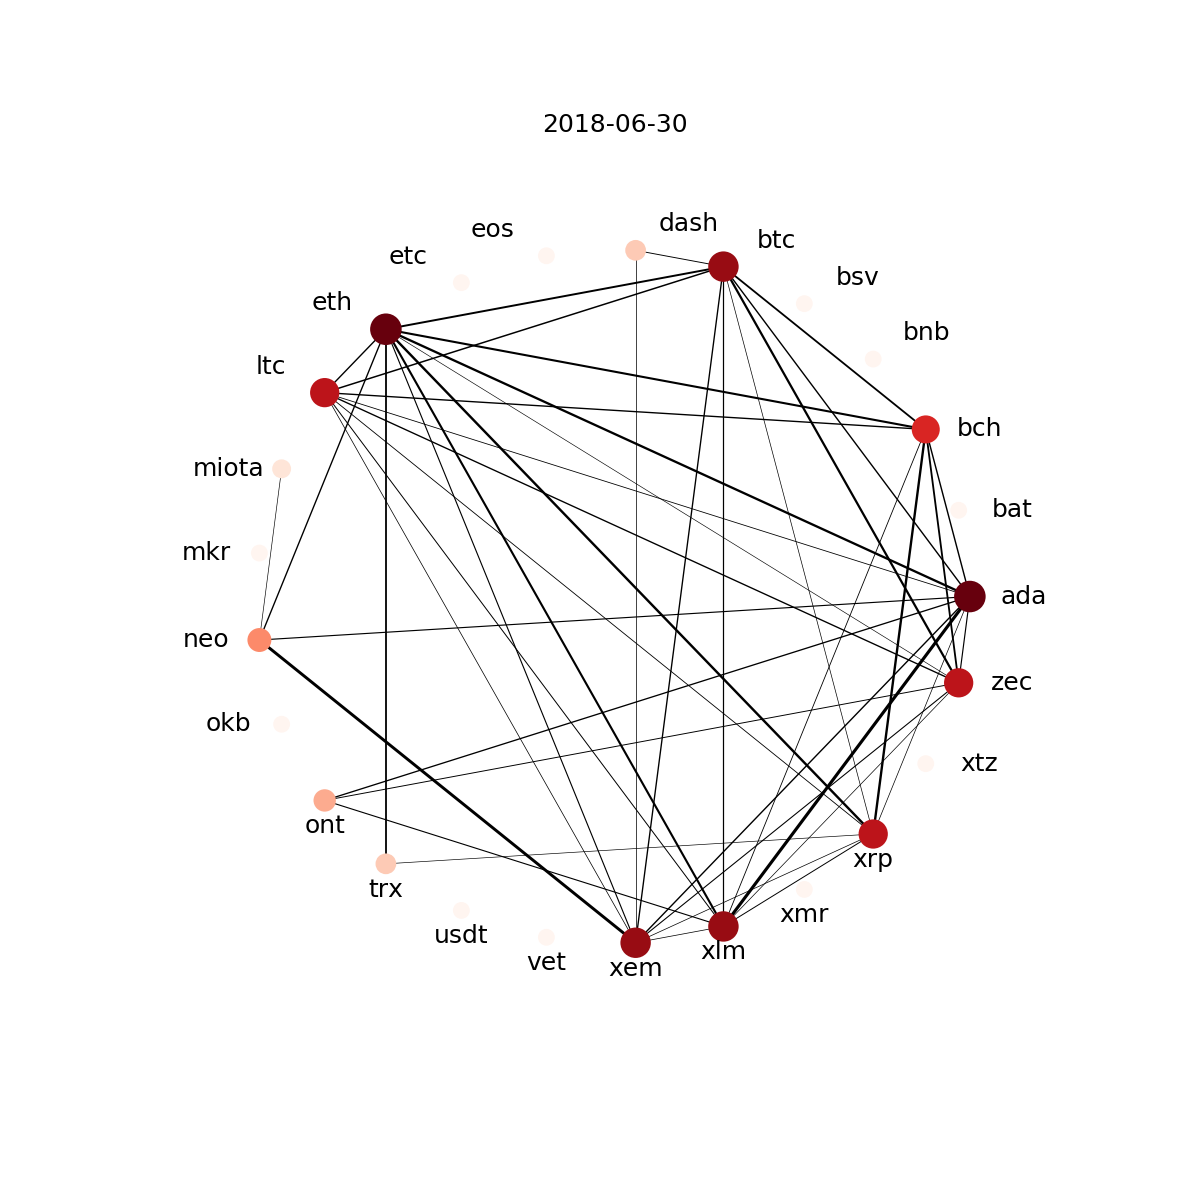 2018-06-30
dash
eos
btc
etc
bsv
eth
bnb
ltc
bch
miota
bat
mkr
ada
neo
zec
okb
xtz
ont
xrp
trx
xmr
usdt
xlm
vet
xem